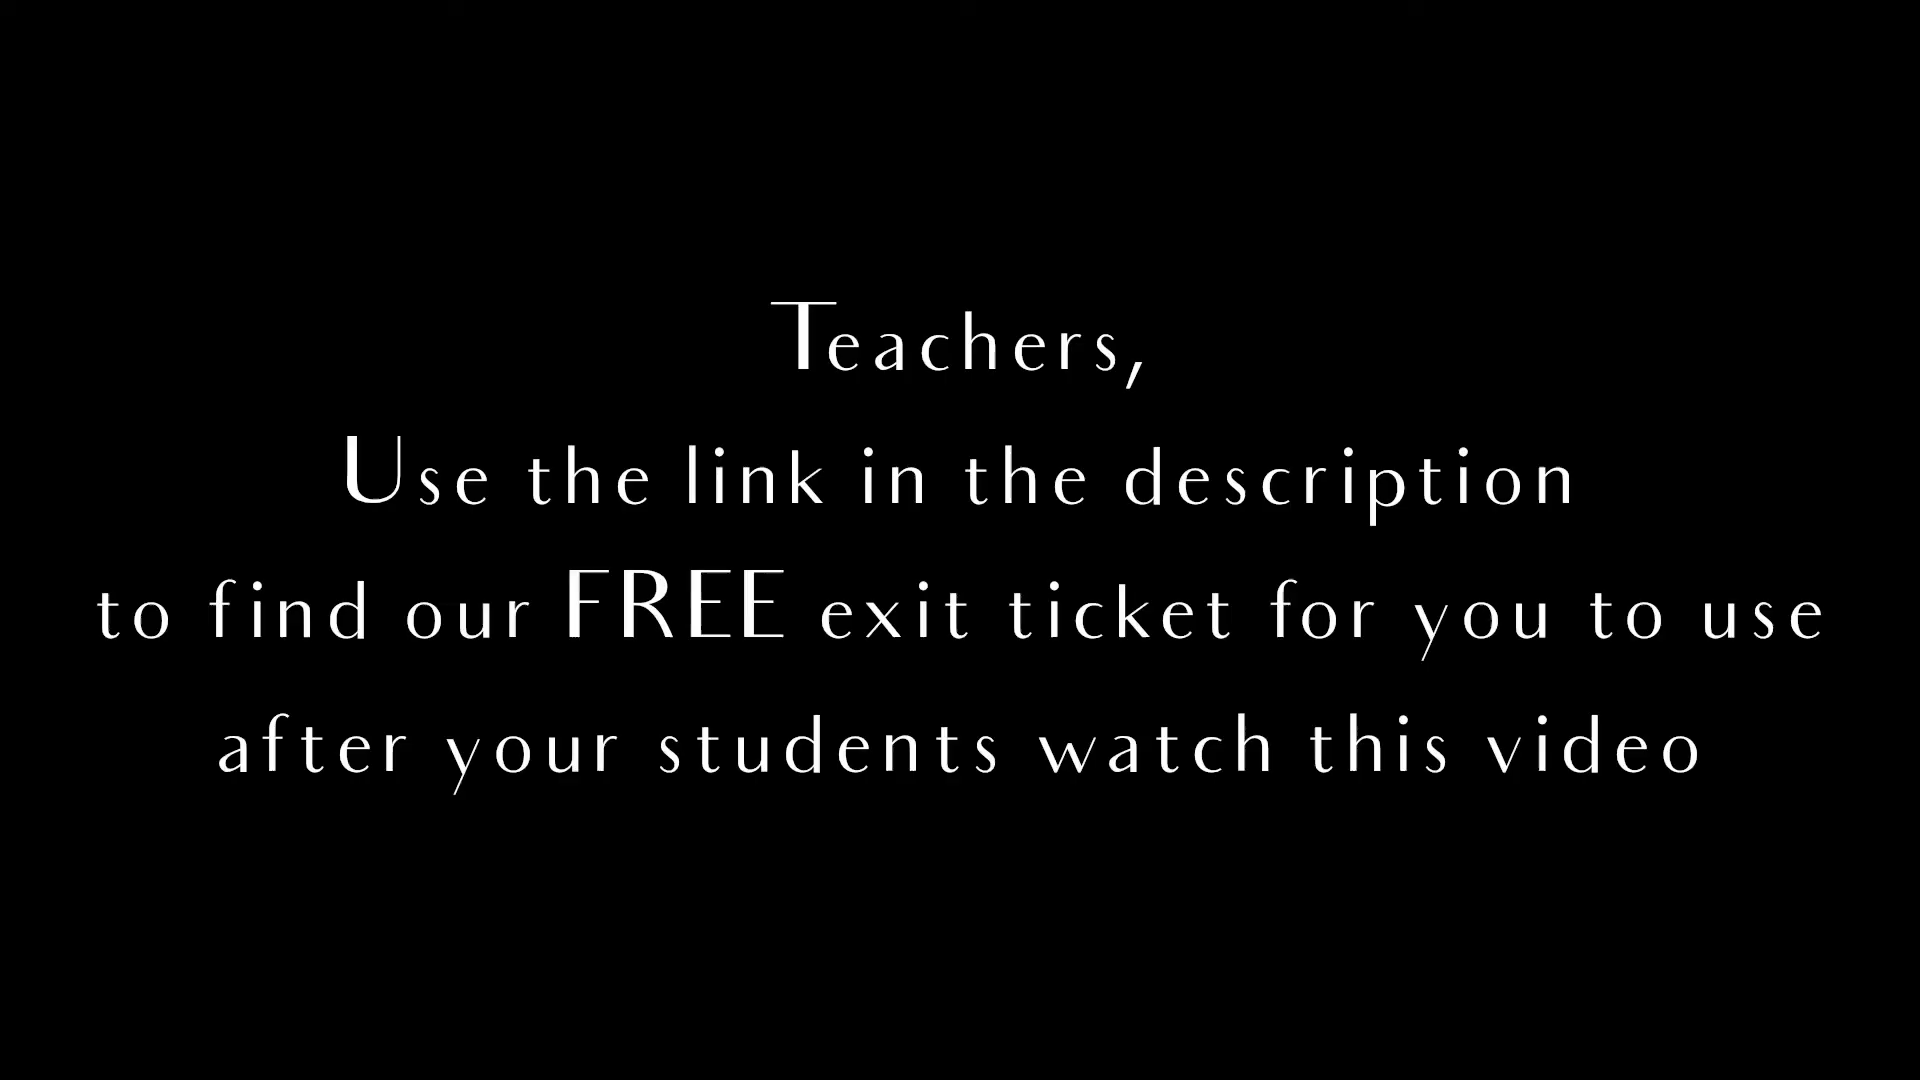 Teachers,
Use the link in the description
to find our FREE exit ticket for you to use
after your students watch this video